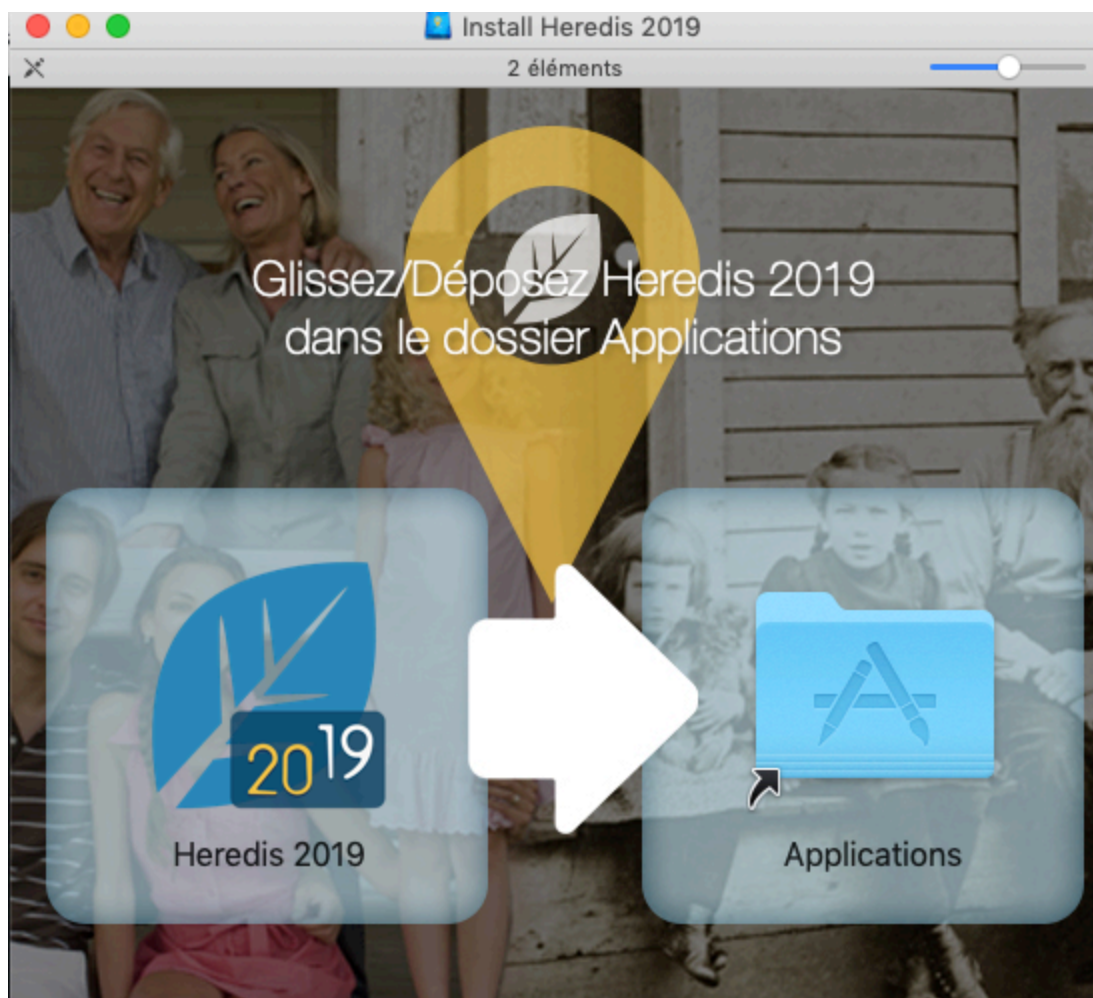 Install Heredis 2019
2 éléments
Glissez/Déposez Heredis 2019
dans le dossier Applications
2019
Heredis 2019
Applications